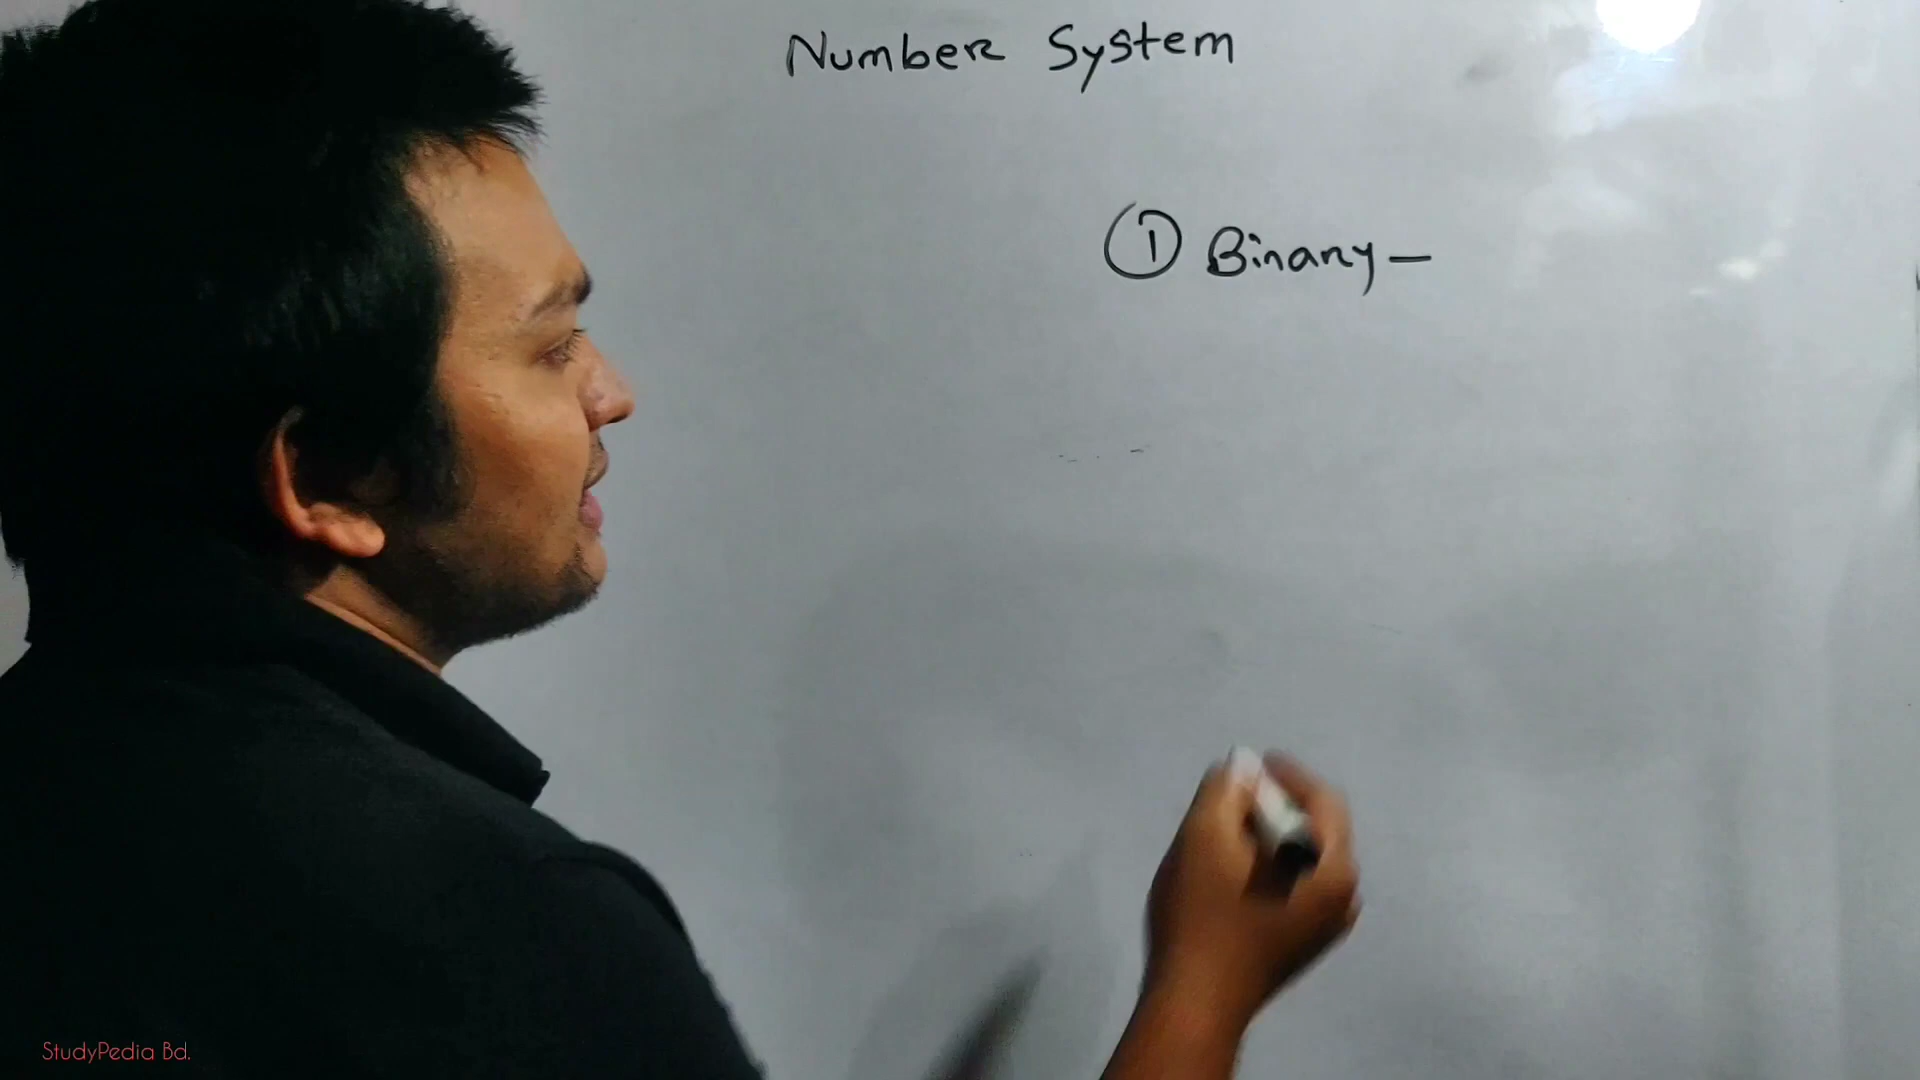 Number System
① Binary —
StudyPedia Bd.